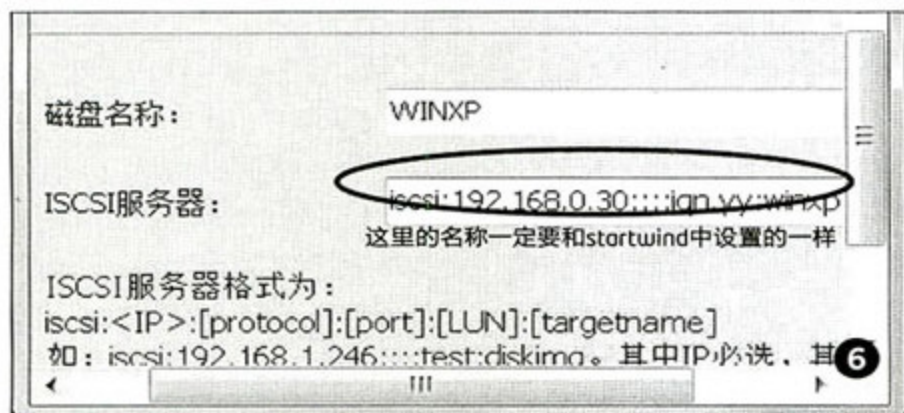 磁盘名称：
WINXP
ISCSI服务器：
iscsi:192.168.0.30::::iqn.yy:winxp
这里的名称一定要和startwind中设置的一样
ISCSI服务器格式为：
iscsi:<IP>:[protocol]:[port]:[LUN]:[targetname]
如：iscsi:192.168.1.246::::test:diskimg。其中IP必选，其
6